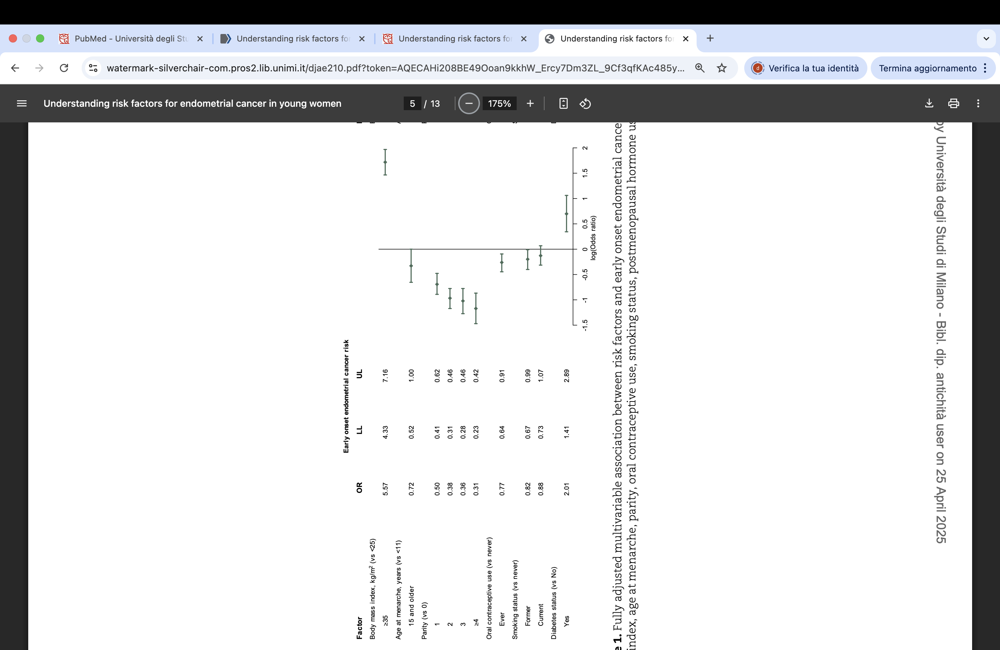 PubMed - Università degli Stu
Understanding risk factors for
Understanding risk factors for
Understanding risk factors for
watermark-silverchair-com.pros2.lib.unimi.it/djae210.pdf?token=AQECAHi208BE49Ooan9kkhW_Ercy7Dm3ZL_9Cf3qfKAc485y...
d
Verifica la tua identità
Termina aggiornamento
Understanding risk factors for endometrial cancer in young women
5 / 13
175%
Early onset endometrial cancer risk
Factor OR LL UL
Body mass index, kg/m² (vs <25)
≥35 5.57 4.33 7.16
Age at menarche, years (vs <11)
15 and older 0.72 0.52 1.00
Parity (vs 0)
1 0.50 0.41 0.62
2 0.38 0.31 0.46
3 0.36 0.28 0.46
≥4 0.31 0.23 0.42
Oral contraceptive use (vs never)
Ever 0.77 0.64 0.91
Smoking status (vs never)
Former 0.82 0.67 0.99
Current 0.88 0.73 1.07
Diabetes status (vs No)
Yes 2.01 1.41 2.89
-1.5 -1 -0.5 0 0.5 1 1.5 2
log(Odds ratio)
e 1. Fully adjusted multivariable association between risk factors and early onset endometrial cance
index, age at menarche, parity, oral contraceptive use, smoking status, postmenopausal hormone us
by Università degli Studi di Milano - Bibl. dip. antichità user on 25 April 2025